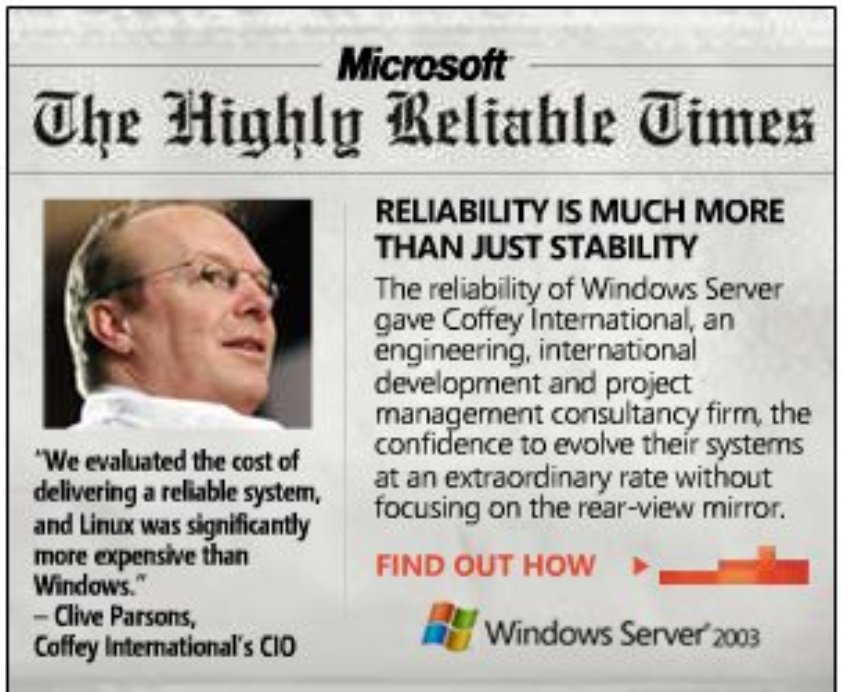 Microsoft
The Highly Reliable Times
"We evaluated the cost of
delivering a reliable system,
and Linux was significantly
more expensive than
Windows."
– Clive Parsons,
Coffey International's CIO
RELIABILITY IS MUCH MORE
THAN JUST STABILITY
The reliability of Windows Server
gave Coffey International, an
engineering, international
development and project
management consultancy firm, the
confidence to evolve their systems
at an extraordinary rate without
focusing on the rear-view mirror.
FIND OUT HOW
Windows Server 2003